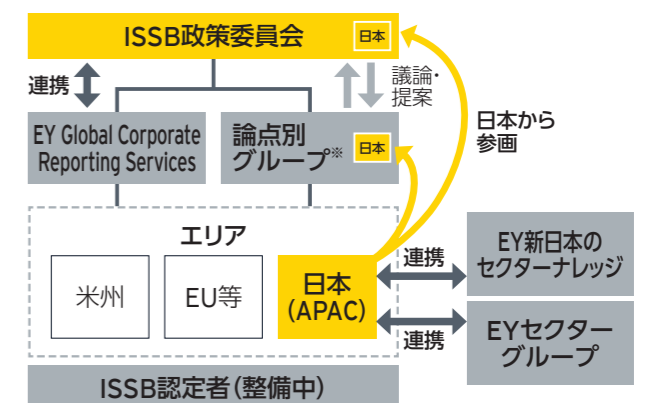 ISSB政策委員会
日本
連携
議論・
提案
日本から
参画
EY Global Corporate
Reporting Services
論点別
グループ※
日本
エリア
米州
EU等
日本
(APAC)
連携
連携
EY新日本の
セクターナレッジ
EYセクター
グループ
ISSB認定者(整備中)